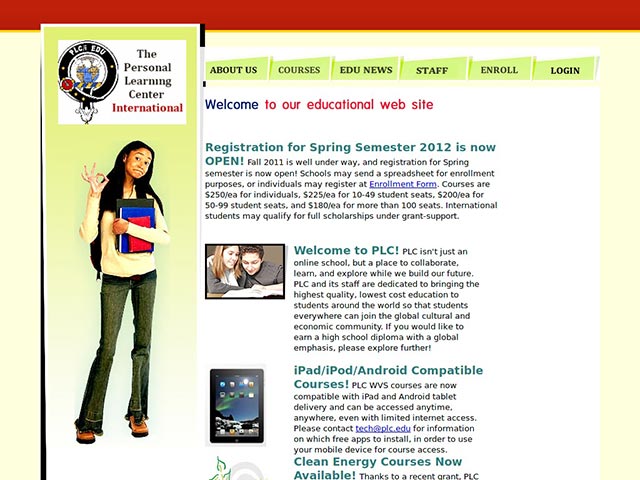 PLC EDU
The
Personal
Learning
Center
International
ABOUT US
COURSES
EDU NEWS
STAFF
ENROLL
LOGIN
Welcome to our educational web site
Registration for Spring Semester 2012 is now
OPEN! Fall 2011 is well under way, and registration for Spring
semester is now open! Schools may send a spreadsheet for enrollment
purposes, or individuals may register at Enrollment Form. Courses are
$250/ea for individuals, $225/ea for 10-49 student seats, $200/ea for
50-99 student seats, and $180/ea for more than 100 seats. International
students may qualify for full scholarships under grant-support.
Welcome to PLC! PLC isn't just an
online school, but a place to collaborate,
learn, and explore while we build our future.
PLC and its staff are dedicated to bringing the
highest quality, lowest cost education to
students around the world so that students
everywhere can join the global cultural and
economic community. If you would like to
earn a high school diploma with a global
emphasis, please explore further!
iPad/iPod/Android Compatible
Courses! PLC WVS courses are now
compatible with iPad and Android tablet
delivery and can be accessed anytime,
anywhere, even with limited internet access.
Please contact tech@plc.edu for information
on which free apps to install, in order to use
your mobile device for course access.
Clean Energy Courses Now
Available! Thanks to a recent grant, PLC